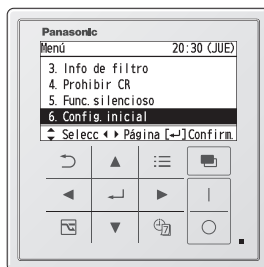 Panasonic
Menú 20:30 (JUE)
3. Info de filtro
4. Prohibir CR
5. Func. silencioso
6. Config. inicial
Selecc Página [↵]Confirm.
7